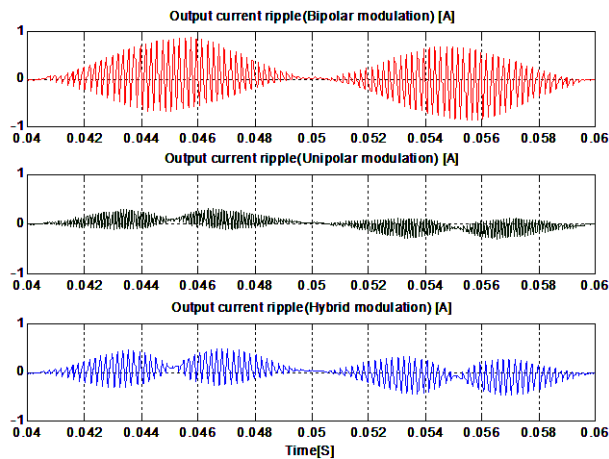 Output current ripple(Bipolar modulation) [A]
1
0
-1
0.04 0.042 0.044 0.046 0.048 0.05 0.052 0.054 0.056 0.058 0.06
Output current ripple(Unipolar modulation) [A]
1
0
-1
0.04 0.042 0.044 0.046 0.048 0.05 0.052 0.054 0.056 0.058 0.06
Output current ripple(Hybrid modulation) [A]
1
0
-1
0.04 0.042 0.044 0.046 0.048 0.05 0.052 0.054 0.056 0.058 0.06
Time[S]